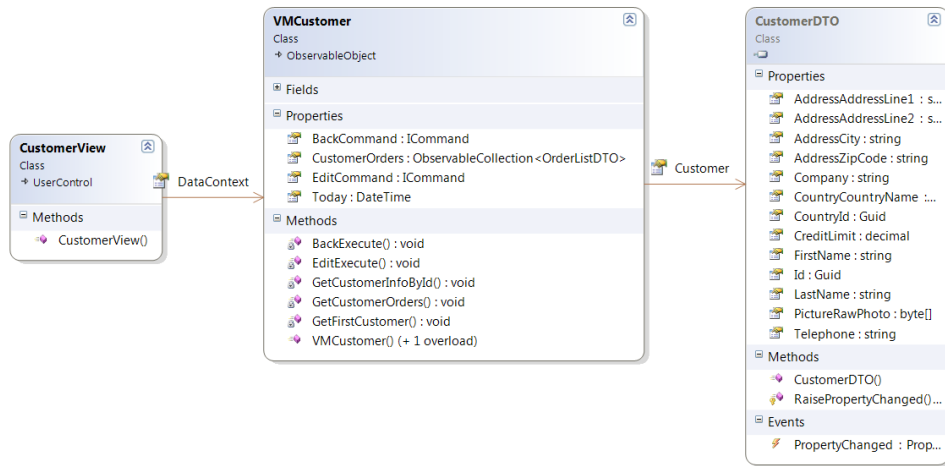 CustomerView
Class
UserControl
Methods
CustomerView()
DataContext
VMCustomer
Class
ObservableObject
Fields
Properties
BackCommand : ICommand
CustomerOrders : ObservableCollection<OrderListDTO>
EditCommand : ICommand
Today : DateTime
Methods
BackExecute() : void
EditExecute() : void
GetCustomerInfoById() : void
GetCustomerOrders() : void
GetFirstCustomer() : void
VMCustomer() (+ 1 overload)
Customer
CustomerDTO
Class
Properties
AddressAddressLine1 : s...
AddressAddressLine2 : s...
AddressCity : string
AddressZipCode : string
Company : string
CountryCountryName :...
CountryId : Guid
CreditLimit : decimal
FirstName : string
Id : Guid
LastName : string
PictureRawPhoto : byte[]
Telephone : string
Methods
CustomerDTO()
RaisePropertyChanged()...
Events
PropertyChanged : Prop...